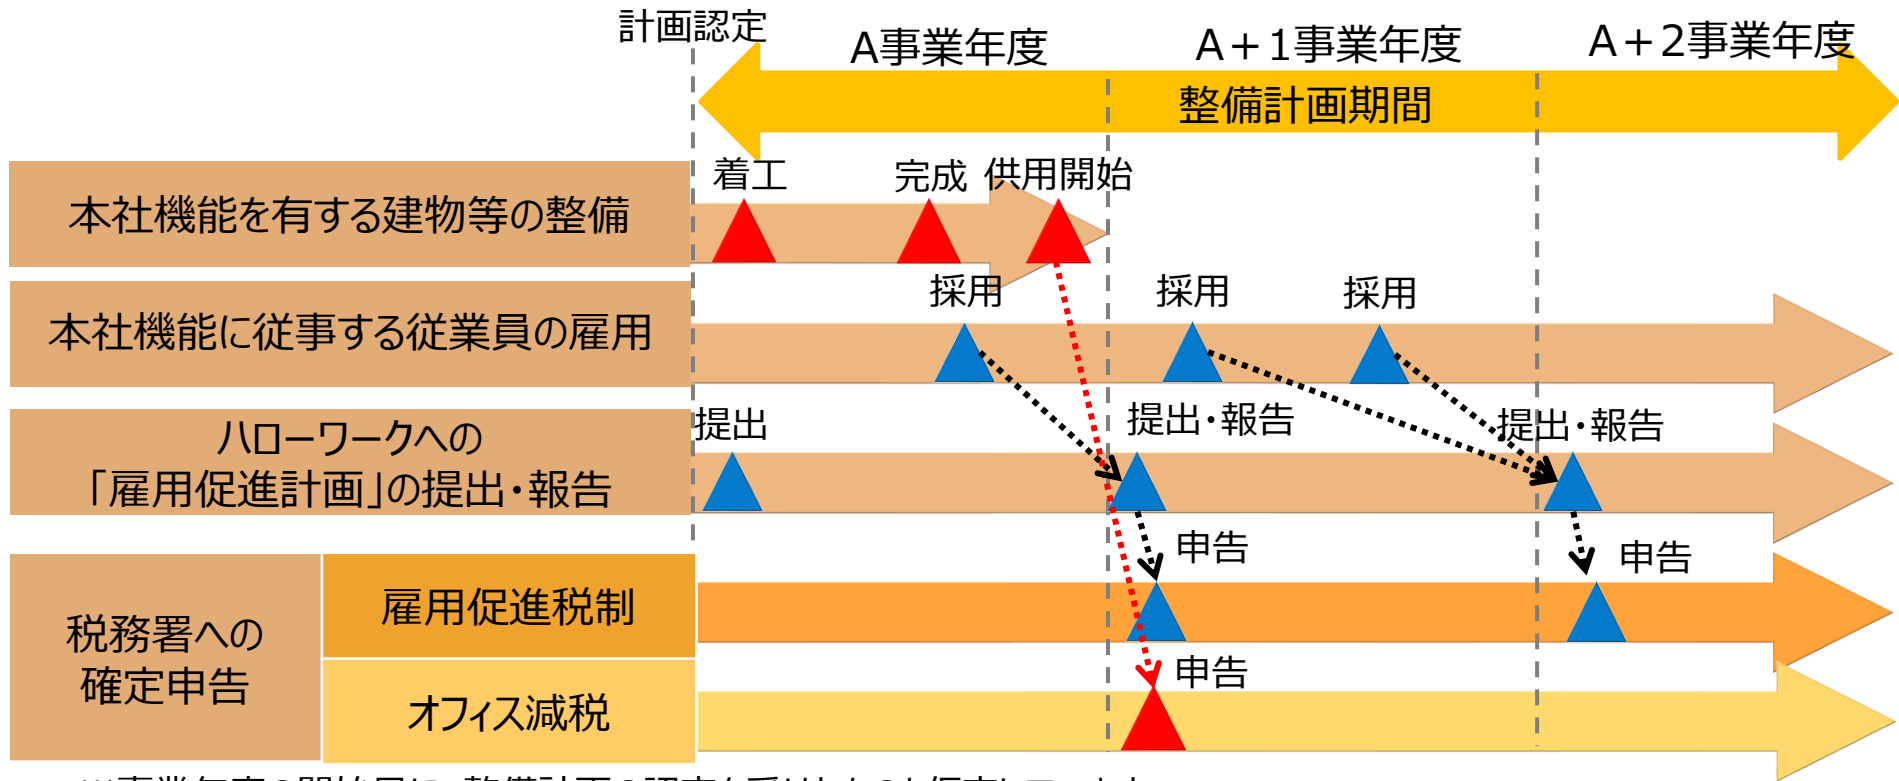 計画認定
A事業年度
A＋1事業年度
A＋2事業年度
整備計画期間
本社機能を有する建物等の整備
着工
完成
供用開始
本社機能に従事する従業員の雇用
採用
採用
採用
ハローワークへの
「雇用促進計画」の提出・報告
提出
提出・報告
提出・報告
税務署への
確定申告
雇用促進税制
申告
申告
オフィス減税
申告